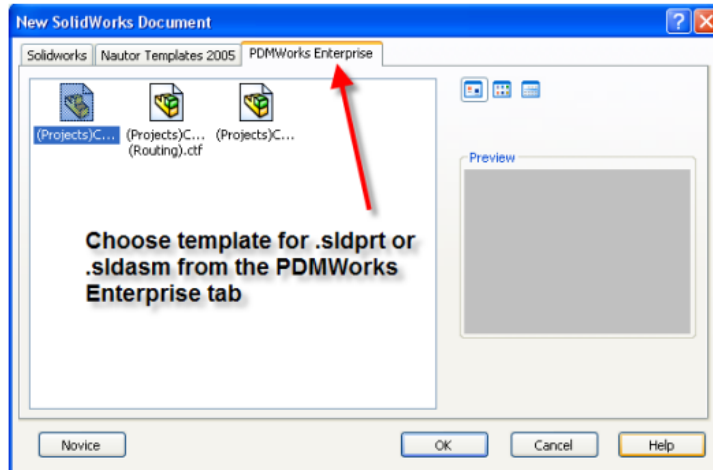 New SolidWorks Document
Solidworks Nautor Templates 2005 PDMWorks Enterprise
(Projects)C... (Projects)C... (Projects)C...
(Routing).ctf
Preview
Choose template for .sldprt or
.sldasm from the PDMWorks
Enterprise tab
Novice OK Cancel Help